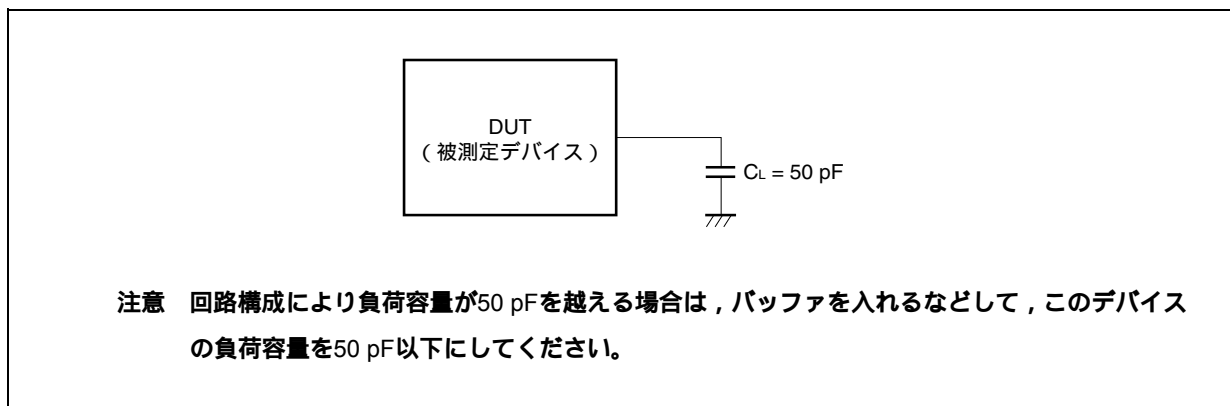 DUT
（被測定デバイス）
CL = 50 pF
注意　回路構成により負荷容量が50 pFを越える場合は，バッファを入れるなどして，このデバイス
の負荷容量を50 pF以下にしてください。